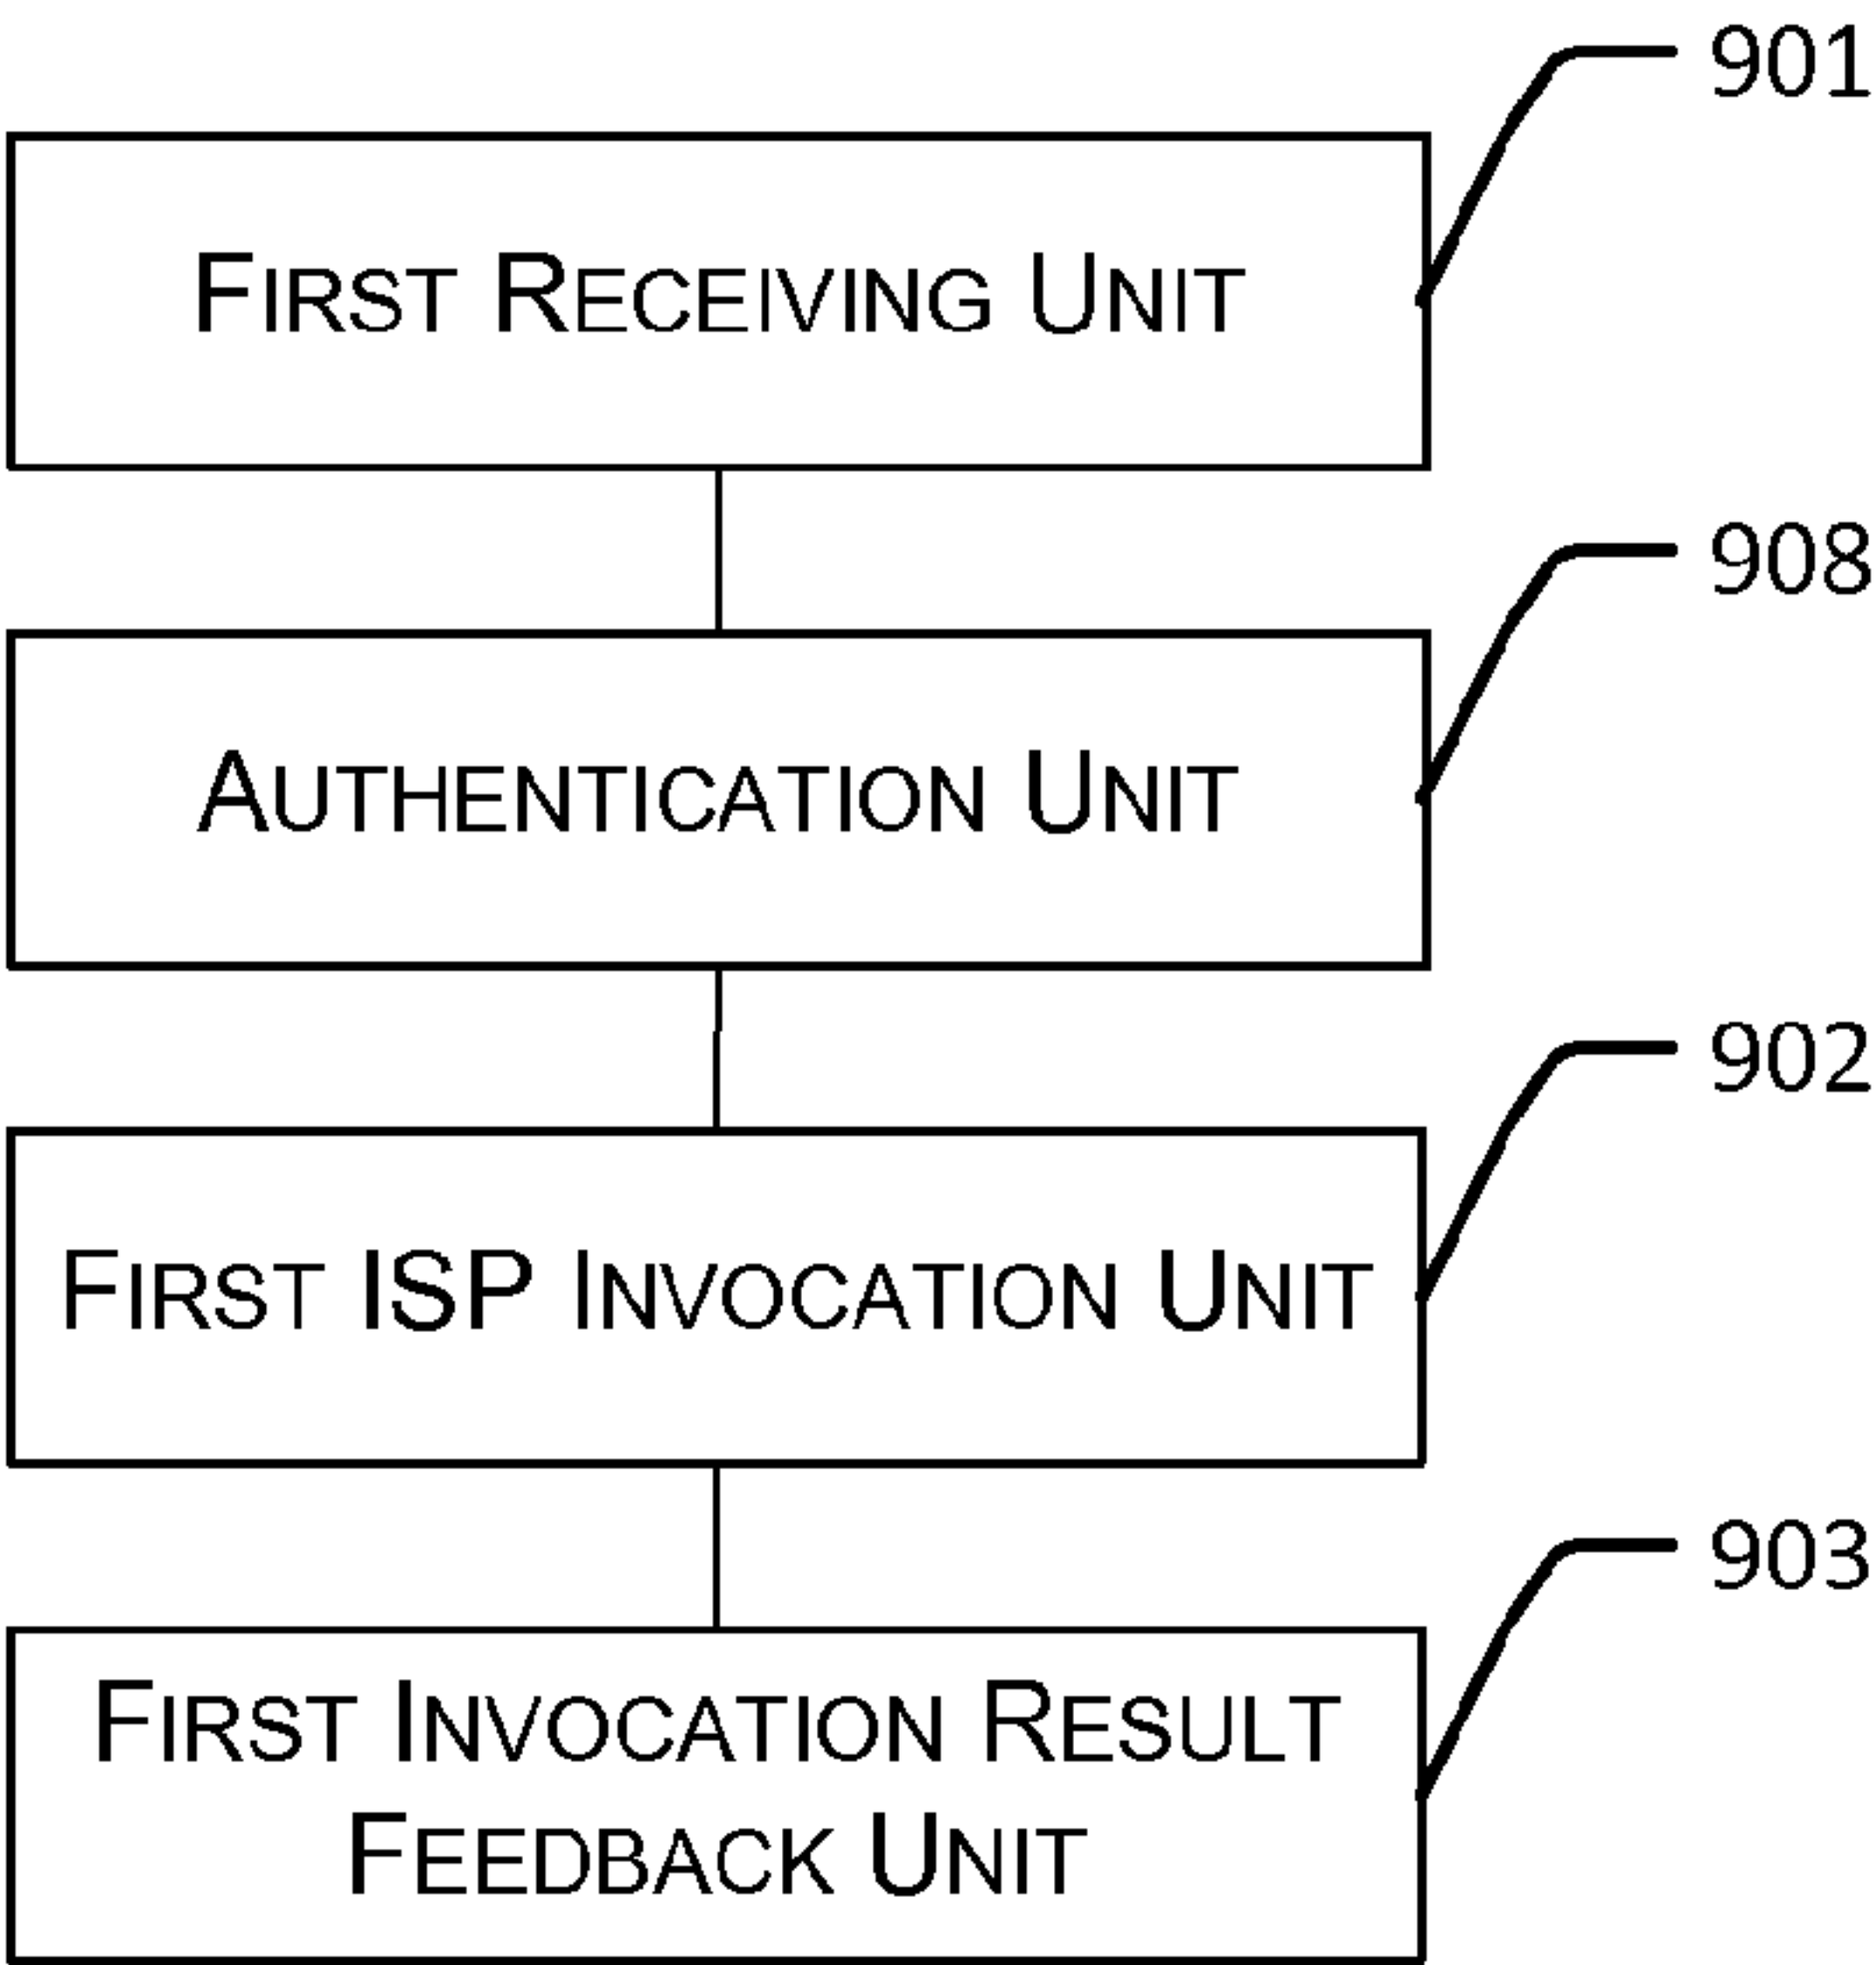 901
FIRST RECEIVING UNIT
908
AUTHENTICATION UNIT
902
FIRST ISP INVOCATION UNIT
903
FIRST INVOCATION RESULT
FEEDBACK UNIT